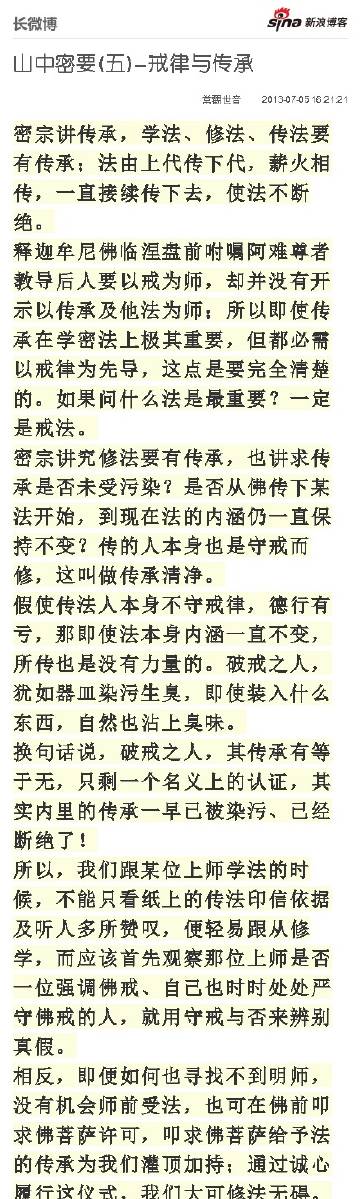 长微博
sina 新浪博客
山中密要(五)-戒律与传承
2013-07-05 16:21:21
密宗讲传承，学法、修法、传法要
有传承；法由上代传下代，薪火相
传，一直接续传下去，使法不断
绝。
释迦牟尼佛临涅盘前咐嘱阿难尊者
教导后人要以戒为师，却并没有开
示以传承及他法为师；所以即使传
承在学密法上极其重要，但都必需
以戒律为先导，这点是要完全清楚
的。如果问什么法是最重要？一定
是戒法。
密宗讲究修法要有传承，也讲求传
承是否未受污染？是否从佛传下某
法开始，到现在法的内涵仍一直保
持不变？传的人本身也是守戒而
修，这叫做传承清净。
假使传法人本身不守戒律，德行有
亏，那即使法本身内涵一直不变，
所传也是没有力量的。破戒之人，
犹如器皿染污生臭，即使装入什么
东西，自然也沾上臭味。
换句话说，破戒之人，其传承有等
于无，只剩一个名义上的认证，其
实内里的传承一早已被染污、已经
断绝了！
所以，我们跟某位上师学法的时
候，不能只看纸上的传法印信依据
及听人多所赞叹，便轻易跟从修
学，而应该首先观察那位上师是否
一位强调佛戒、自己也时时处处严
守佛戒的人，就用守戒与否来辨别
真假。
相反，即便如何也寻找不到明师，
没有机会师前受法，也可在佛前叩
求佛菩萨许可，叩求佛菩萨给予法
的传承为我们灌顶加持；通过诚心
履行这仪式，我们大可修法无碍。